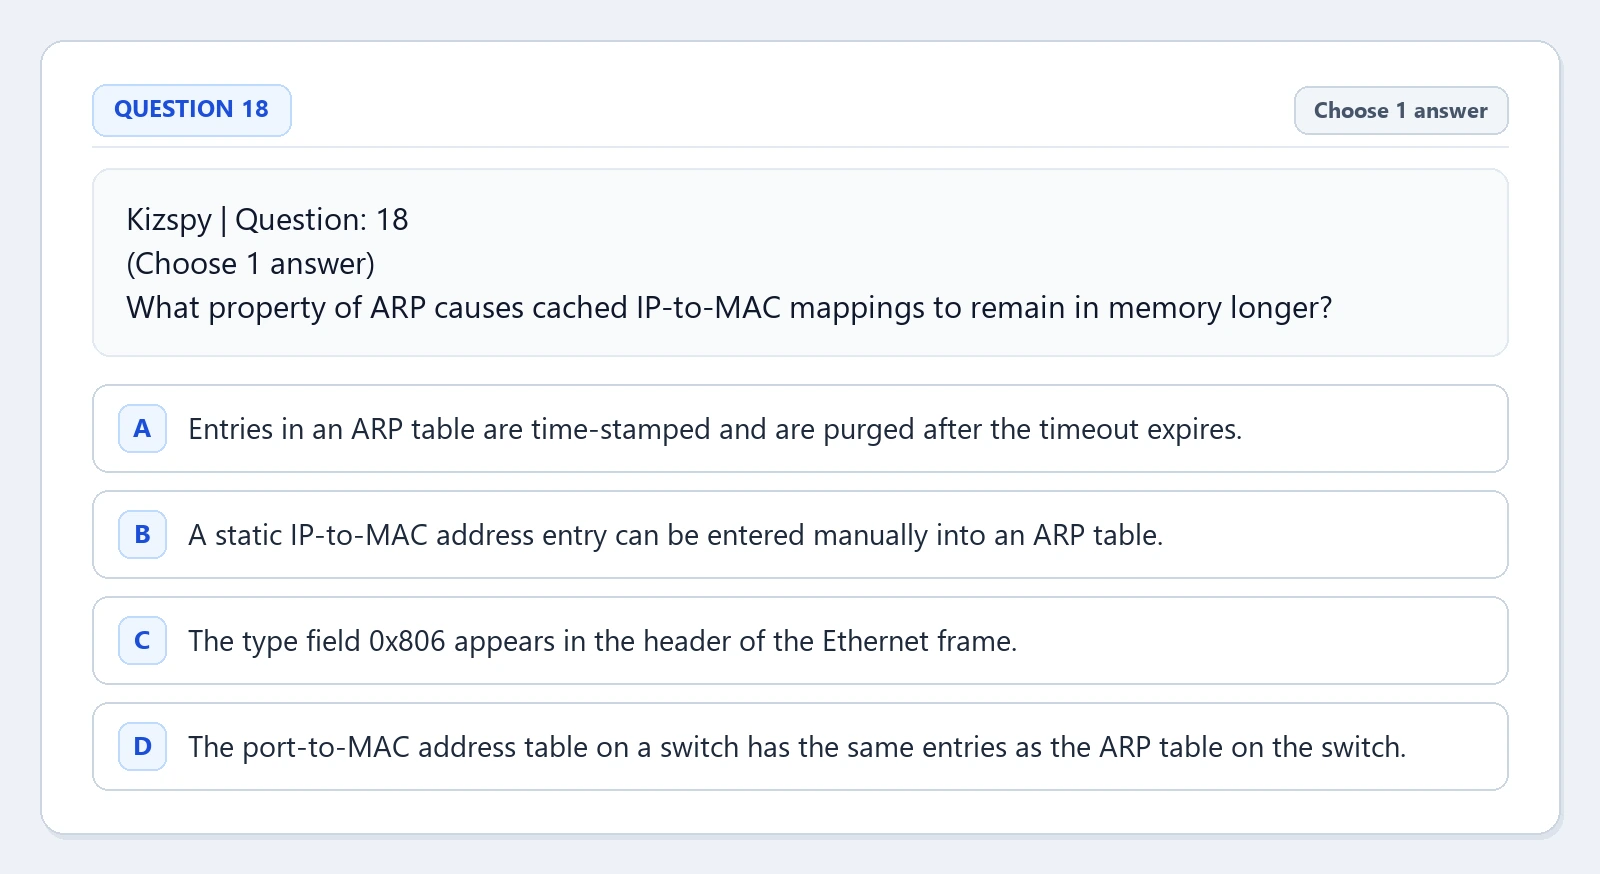 QUESTION 18
Choose 1 answer
Kizspy | Question: 18
(Choose 1 answer)
What property of ARP causes cached IP-to-MAC mappings to remain in memory longer?
A Entries in an ARP table are time-stamped and are purged after the timeout expires.
B A static IP-to-MAC address entry can be entered manually into an ARP table.
C The type field 0x806 appears in the header of the Ethernet frame.
D The port-to-MAC address table on a switch has the same entries as the ARP table on the switch.